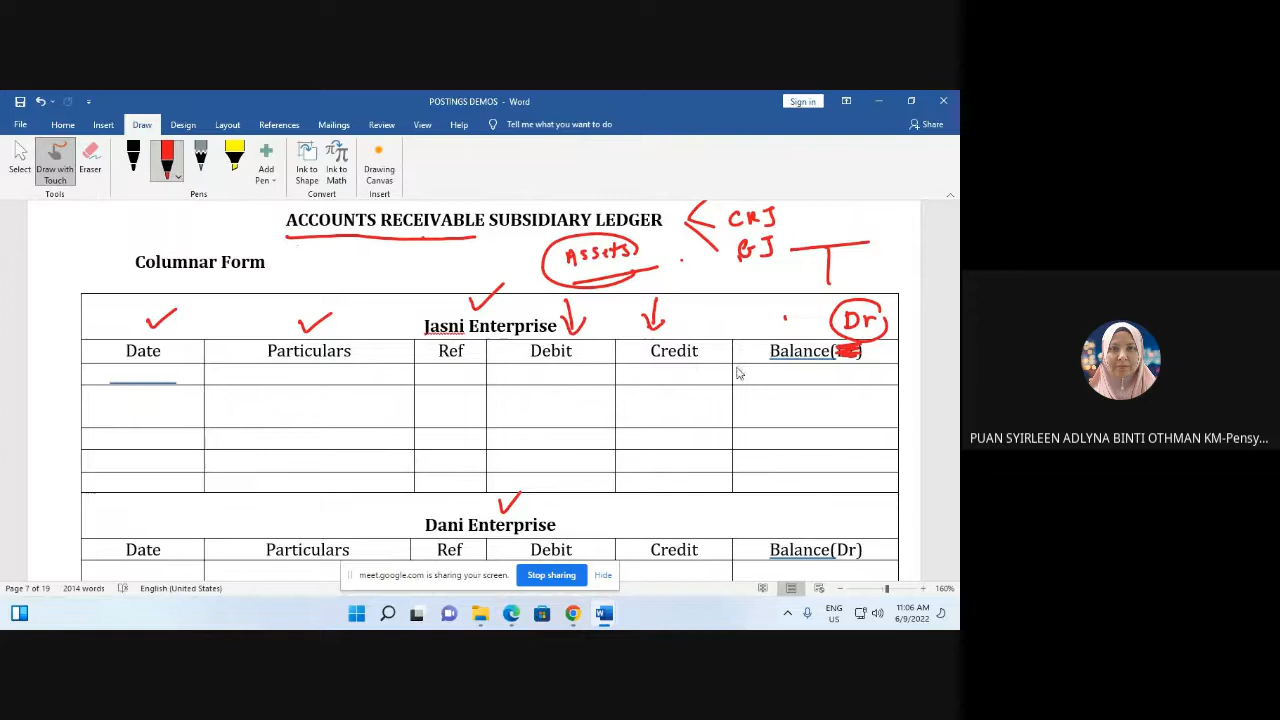 POSTINGS DEMOS - Word
Sign in
File Home Insert Draw Design Layout References Mailings Review View Help Tell me what you want to do Share
Select Draw with Touch Eraser Add Pen Ink to Shape Ink to Math Drawing Canvas
Tools Pens Convert Insert
ACCOUNTS RECEIVABLE SUBSIDIARY LEDGER
CRJ
GJ
Assets
Columnar Form
Jasni Enterprise
Dr
Date Particulars Ref Debit Credit Balance( )
Dani Enterprise
Date Particulars Ref Debit Credit Balance(Dr)
meet.google.com is sharing your screen. Stop sharing Hide
Page 7 of 19 2014 words English (United States) 160%
ENG US 11:06 AM 6/9/2022
PUAN SYIRLEEN ADLYNA BINTI OTHMAN KM-Pensy...